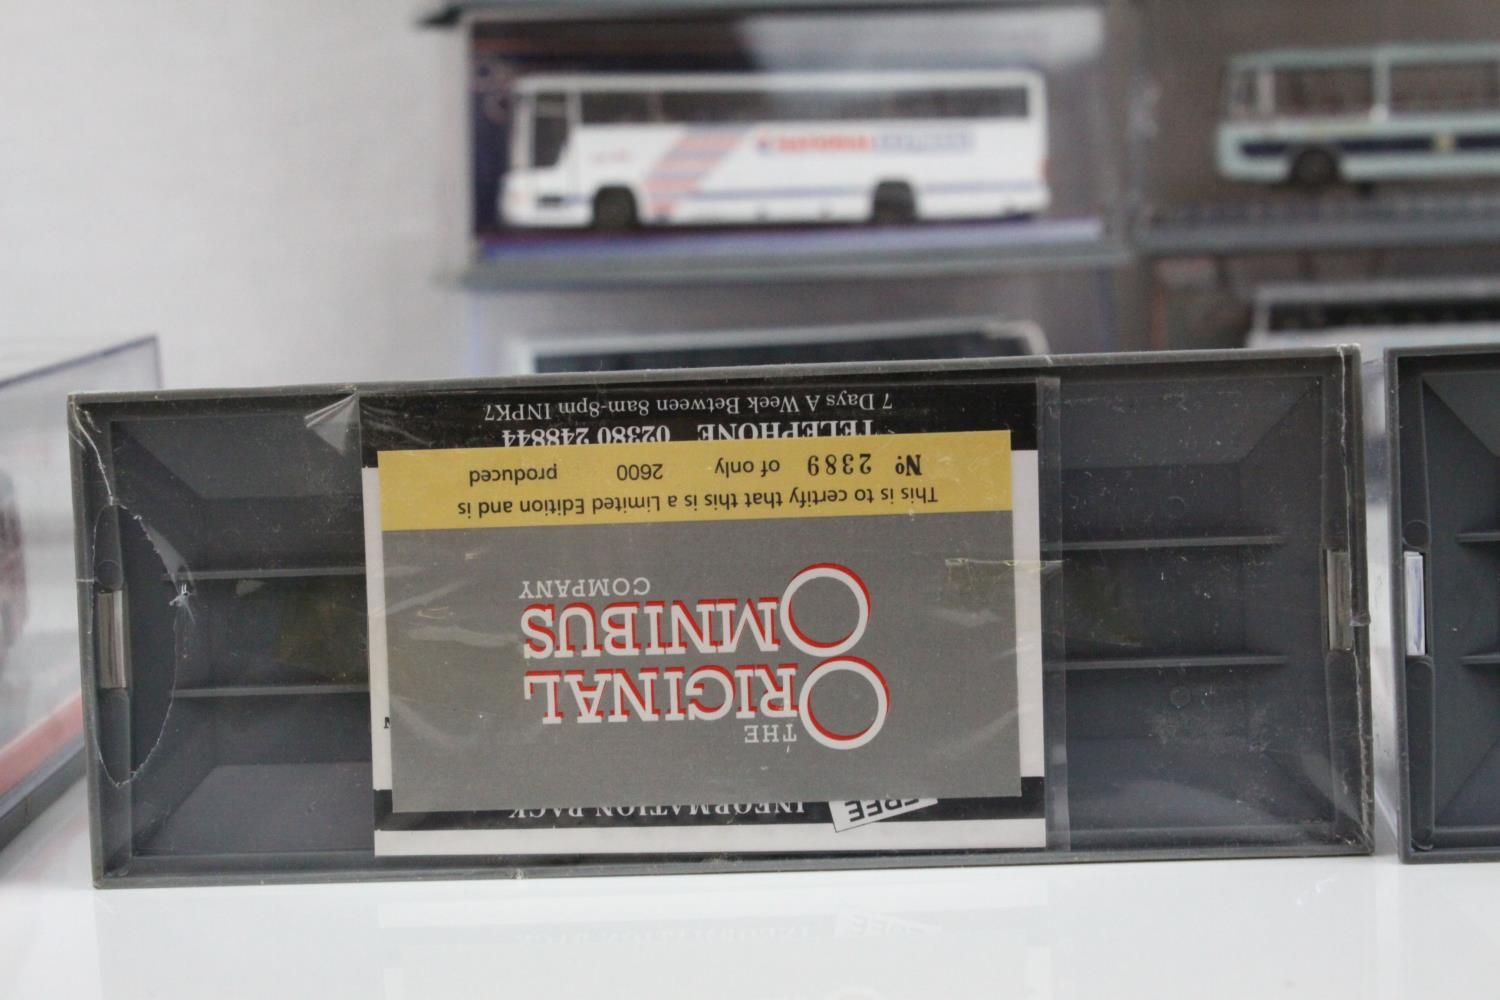 THE
ORIGINAL
OMNIBUS
COMPANY
This is to certify that this is a Limited Edition and is
No 2389 of only 2600 produced
FREE
INFORMATION PACK
TELEPHONE 02380 248844
7 Days A Week Between 8am-8pm INPK7